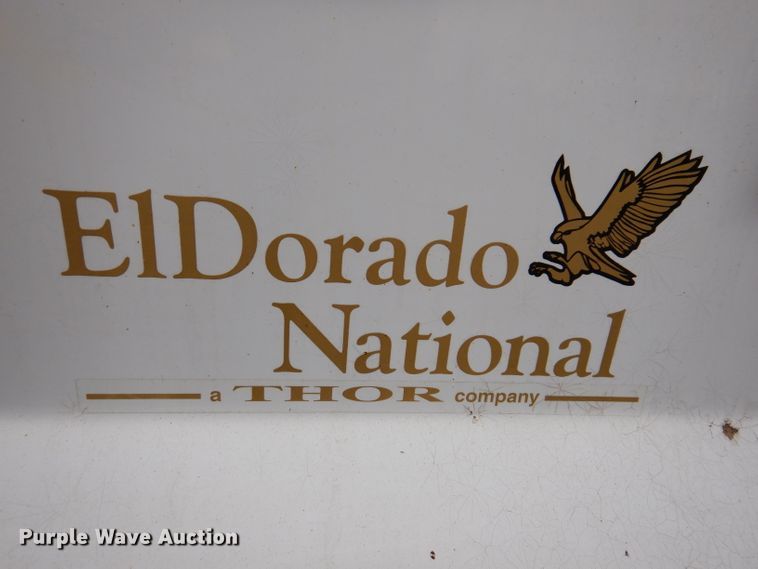 ElDorado
National
a THOR company
Purple Wave Auction